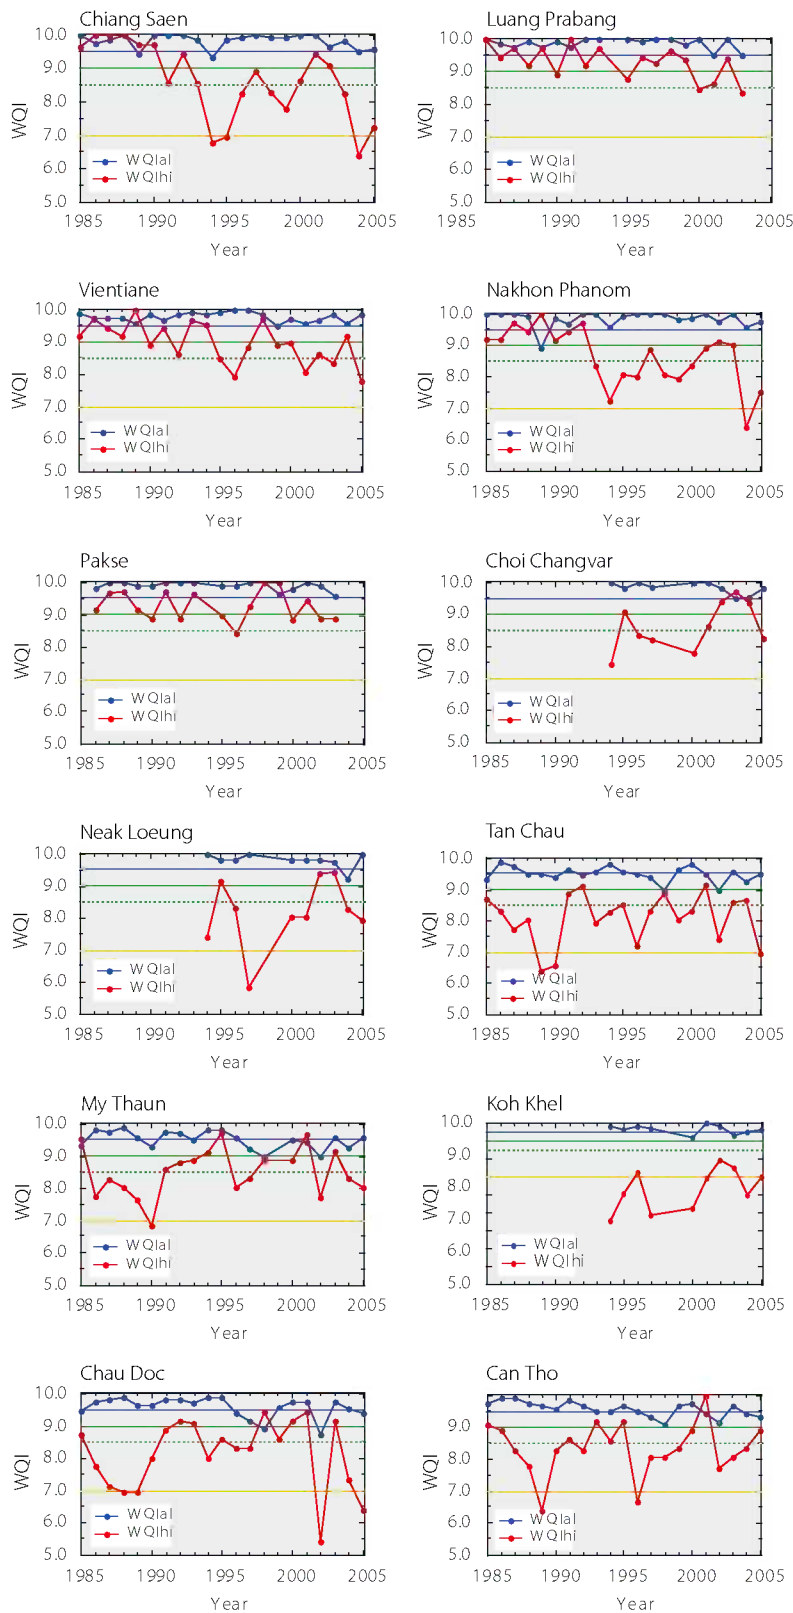 Chiang Saen
10.0
9.0
8.0
7.0
6.0
5.0
WQI
WQIal
WQIhi
1985 1990 1995 2000 2005
Year
Luang Prabang
10.0
9.0
8.0
7.0
6.0
5.0
WQI
WQIal
WQIhi
1985 1990 1995 2000 2005
Year
Vientiane
10.0
9.0
8.0
7.0
6.0
5.0
WQI
WQIal
WQIhi
1985 1990 1995 2000 2005
Year
Nakhon Phanom
10.0
9.0
8.0
7.0
6.0
5.0
WQI
WQIal
WQIhi
1985 1990 1995 2000 2005
Year
Pakse
10.0
9.0
8.0
7.0
6.0
5.0
WQI
WQIal
WQIhi
1985 1990 1995 2000 2005
Year
Choi Changvar
10.0
9.0
8.0
7.0
6.0
5.0
WQI
WQIal
WQIhi
1985 1990 1995 2000 2005
Year
Neak Loeung
10.0
9.0
8.0
7.0
6.0
5.0
WQI
WQIal
WQIhi
1985 1990 1995 2000 2005
Year
Tan Chau
10.0
9.0
8.0
7.0
6.0
5.0
WQI
WQIal
WQIhi
1985 1990 1995 2000 2005
Year
My Thaun
10.0
9.0
8.0
7.0
6.0
5.0
WQI
WQIal
WQIhi
1985 1990 1995 2000 2005
Year
Koh Khel
10.0
9.0
8.0
7.0
6.0
5.0
WQI
WQIal
WQIhi
1985 1990 1995 2000 2005
Year
Chau Doc
10.0
9.0
8.0
7.0
6.0
5.0
WQI
WQIal
WQIhi
1985 1990 1995 2000 2005
Year
Can Tho
10.0
9.0
8.0
7.0
6.0
5.0
WQI
WQIal
WQIhi
1985 1990 1995 2000 2005
Year